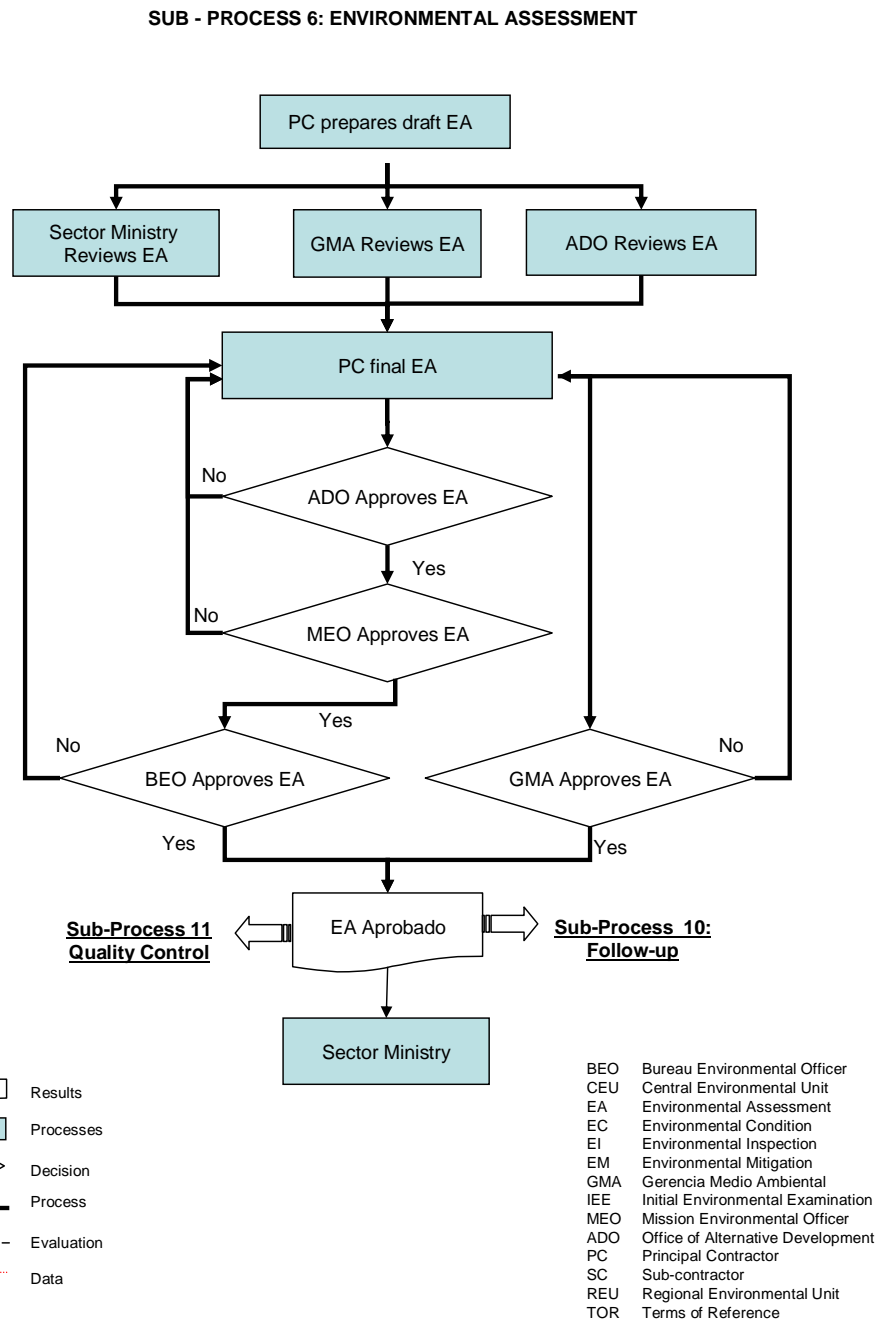 SUB - PROCESS 6: ENVIRONMENTAL ASSESSMENT
PC prepares draft EA
Sector Ministry
Reviews EA
GMA Reviews EA
ADO Reviews EA
PC final EA
No
ADO Approves EA
Yes
No
MEO Approves EA
Yes
No
BEO Approves EA
Yes
No
GMA Approves EA
Yes
Sub-Process 11
Quality Control
EA Aprobado
Sub-Process 10:
Follow-up
Sector Ministry
Results
Processes
Decision
Process
Evaluation
Data
BEO Bureau Environmental Officer
CEU Central Environmental Unit
EA Environmental Assessment
EC Environmental Condition
EI Environmental Inspection
EM Environmental Mitigation
GMA Gerencia Medio Ambiental
IEE Initial Environmental Examination
MEO Mission Environmental Officer
ADO Office of Alternative Development
PC Principal Contractor
SC Sub-contractor
REU Regional Environmental Unit
TOR Terms of Reference